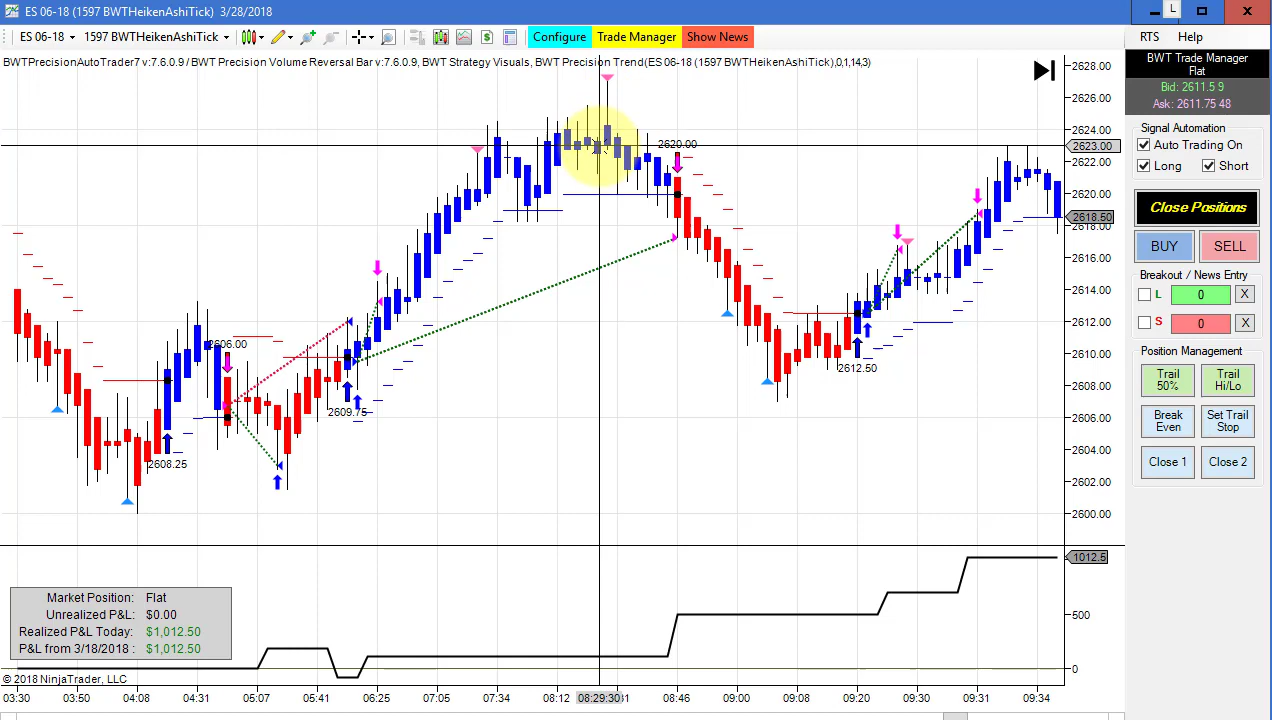 ES 06-18 (1597 BWTHeikenAshiTick) 3/28/2018
L
ES 06-18 1597 BWTHeikenAshiTick Configure Trade Manager Show News
RTS Help
BWTPrecisionAutoTrader7 v:7.6.0.9/ BWT Precision Volume Reversal Bar v:7.6.0.9, BWT Strategy Visuals, BWT Precision Trend(ES 06-18 (1597 BWTHeikenAshiTick),0,1,14,3)
2628.00
2626.00
2624.00
2623.00
2622.00
2620.00
2618.50
2618.00
2616.00
2614.00
2612.00
2610.00
2608.00
2606.00
2604.00
2602.00
2600.00
2620.00
2606.00
2609.75
2612.50
2608.25
1012.5
500
0
Market Position: Flat
Unrealized P&L: $0.00
Realized P&L Today: $1,012.50
P&L from 3/18/2018 : $1,012.50
© 2018 NinjaTrader, LLC
03:30 03:50 04:08 04:31 05:07 05:41 06:25 07:05 07:34 08:12 08:29:30 08:46 09:00 09:08 09:20 09:30 09:31 09:34
BWT Trade Manager
Flat
Bid: 2611.5 9
Ask: 2611.75 48
Signal Automation
Auto Trading On
Long Short
Close Positions
BUY SELL
Breakout / News Entry
L 0 X
S 0 X
Position Management
Trail 50%
Trail Hi/Lo
Break Even
Set Trail Stop
Close 1 Close 2